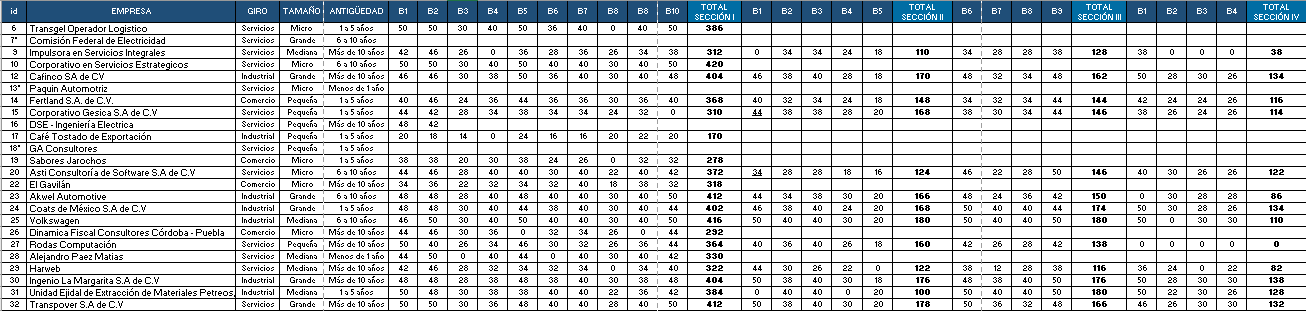 id EMPRESA GIRO TAMAÑO ANTIGÜEDAD B1 B2 B3 B4 B5 B6 B7 B8 B8 B10 TOTAL SECCIÓN I B1 B2 B3 B4 B5 TOTAL SECCIÓN II B6 B7 B8 B9 TOTAL SECCIÓN III B1 B2 B3 B4 TOTAL SECCIÓN IV
6 Transgel Operador Logistico Servicios Micro 1 a 5 años 50 50 30 40 50 36 40 0 40 50 386
7* Comisión Federal de Electricidad Servicios Grande 6 a 10 años
9 Impulsora en Servicios Integrales Servicios Mediana Más de 10 años 42 46 26 0 36 28 36 26 34 38 312 0 34 34 24 18 110 34 28 28 38 128 38 0 0 0 38
10 Corporativo en Servicios Estrategicos Servicios Micro 6 a 10 años 50 50 30 40 50 40 40 30 40 50 420
12 Cafinco SA de CV Industrial Grande Más de 10 años 46 46 30 38 50 36 40 30 40 48 404 46 38 40 28 18 170 48 32 34 48 162 50 28 30 26 134
13* Paquin Automotriz Servicios Micro Menos de 1 año
14 Fertland S.A. de C.V. Comercio Pequeña 1 a 5 años 40 46 24 36 44 36 36 30 36 40 368 40 32 34 24 18 148 34 32 34 44 144 42 24 24 26 116
15 Corporativo Gesica S.A de C.V Servicios Pequeña 1 a 5 años 44 42 28 34 38 34 34 24 32 0 310 44 38 38 28 20 168 38 30 34 44 146 38 26 24 26 114
16 DSE - Ingeniería Electrica Servicios Pequeña Más de 10 años 48 42
17 Café Tostado de Exportación Industrial Pequeña 1 a 5 años 20 18 14 0 24 16 16 20 22 20 170
18* GA Consultores Servicios Pequeña 1 a 5 años
19 Sabores Jarochos Comercio Micro 1 a 5 años 38 38 20 30 38 24 26 0 32 32 278
20 Asti Consultoría de Software S.A de C.V Servicios Micro 6 a 10 años 44 46 28 40 40 30 40 22 40 42 372 34 28 28 18 16 124 46 22 28 50 146 40 30 26 26 122
22 El Gavilán Comercio Micro Más de 10 años 34 36 22 32 34 32 40 18 38 32 318
23 Akwel Automotive Industrial Grande 6 a 10 años 48 48 28 40 48 40 40 30 40 50 412 44 34 38 30 20 166 48 24 36 42 150 0 30 28 28 86
24 Coats de México S.A de C.V Industrial Grande Más de 10 años 48 48 30 40 44 38 40 30 40 44 402 46 38 40 24 20 168 50 40 40 44 174 50 30 28 26 134
25 Volkswagen Industrial Mediana 6 a 10 años 46 50 30 40 50 40 40 30 40 50 416 50 40 40 30 20 180 50 40 40 50 180 50 0 30 30 110
26 Dinamica Fiscal Consultores Córdoba - Puebla Comercio Micro Más de 10 años 44 46 30 36 0 32 34 26 0 44 292
27 Rodas Computación Servicios Pequeña Más de 10 años 50 40 26 34 46 30 32 26 36 44 364 40 36 40 26 18 160 42 26 28 42 138 0 0 0 0 0
28 Alejandro Paez Matias Servicios Mediana Menos de 1 año 44 50 0 40 44 0 40 30 40 42 330
29 Harweb Servicios Mediana Más de 10 años 42 46 28 32 34 32 34 0 34 40 322 44 30 26 22 0 122 38 12 28 38 116 36 24 0 22 82
30 Ingenio La Margarita S.A de C.V Industrial Grande Más de 10 años 48 48 28 38 48 38 40 30 38 48 404 50 38 40 30 18 176 48 38 40 50 176 50 28 30 30 138
31 Unidad Ejidal de Extracción de Materiales Petreos, Industrial Mediana 1 a 5 años 50 48 30 38 38 40 40 22 36 42 384 0 40 40 0 20 100 50 40 40 50 180 50 22 30 26 128
32 Transpover S.A de C.V Servicios Grande Más de 10 años 50 50 30 36 50 40 40 28 40 50 412 50 38 40 30 20 178 50 36 32 48 166 46 26 30 30 132